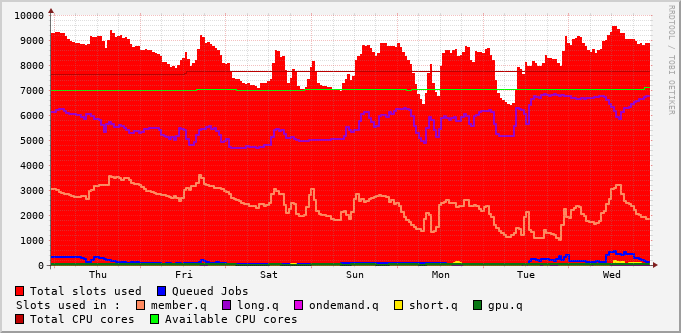 RRDTOOL / TOBI OETIKER
10000
9000
8000
7000
6000
5000
4000
3000
2000
1000
0
Thu Fri Sat Sun Mon Tue Wed
Total slots used Queued Jobs
Slots used in : member.q long.q ondemand.q short.q gpu.q
Total CPU cores Available CPU cores